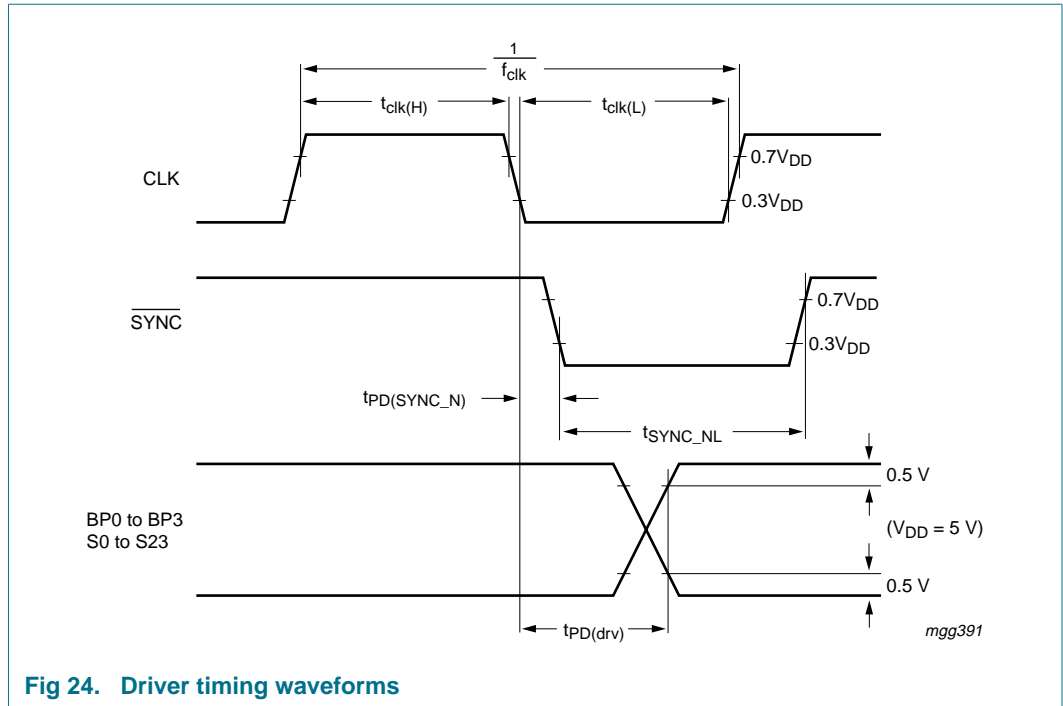 1
fclk
tclk(H)
tclk(L)
CLK
0.7VDD
0.3VDD
SYNC
0.7VDD
0.3VDD
tPD(SYNC_N)
tSYNC_NL
0.5 V
BP0 to BP3
S0 to S23
(VDD = 5 V)
0.5 V
tPD(drv)
mgg391
Fig 24. Driver timing waveforms